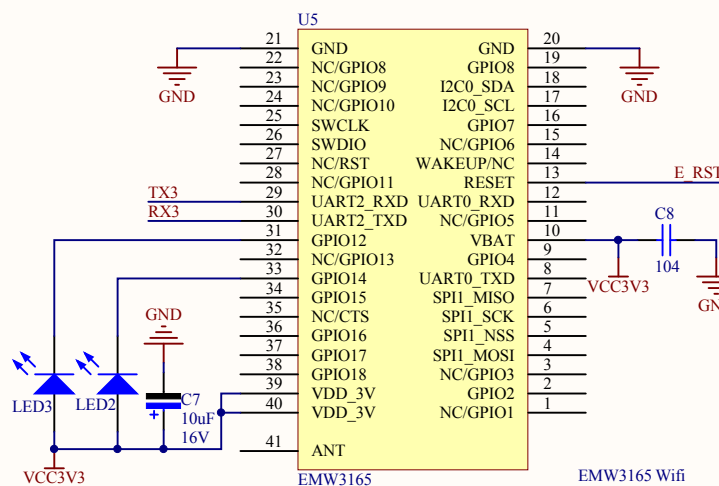 U5
21 GND GND 20
22 NC/GPIO8 GPIO8 19
23 NC/GPIO9 I2C0_SDA 18
24 NC/GPIO10 I2C0_SCL 17
25 SWCLK GPIO7 16
26 SWDIO NC/GPIO6 15
27 NC/RST WAKEUP/NC 14
28 NC/GPIO11 RESET 13 E_RST
TX3 29 UART2_RXD UART0_RXD 12
RX3 30 UART2_TXD NC/GPIO5 11
31 GPIO12 VBAT 10
32 NC/GPIO13 GPIO4 9
33 GPIO14 UART0_TXD 8
34 GPIO15 SPI1_MISO 7
35 NC/CTS SPI1_SCK 6
36 GPIO16 SPI1_NSS 5
37 GPIO17 SPI1_MOSI 4
38 GPIO18 NC/GPIO3 3
39 VDD_3V GPIO2 2
40 VDD_3V NC/GPIO1 1
41 ANT
EMW3165
GND
GND
C8
104
VCC3V3
GN
GND
LED3
LED2
C7
10uF
16V
+
VCC3V3
EMW3165 Wifi